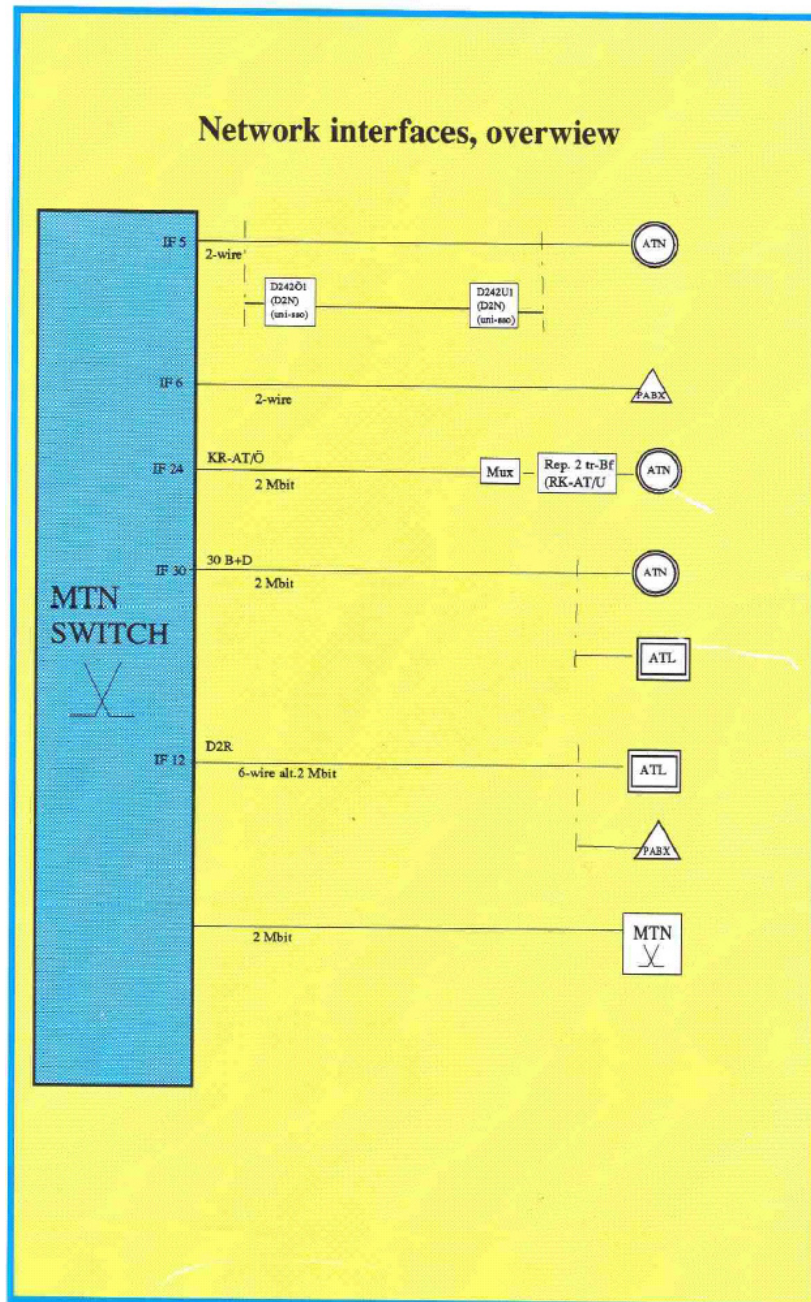 Network interfaces, overwiew
IF 5
2-wire
ATN
D242Ö1
(D2N)
(uni-sso)
D242U1
(D2N)
(uni-sso)
IF 6
2-wire
PABX
IF 24
KR-AT/Ö
2 Mbit
Mux
Rep. 2 tr-Bf
(RK-AT/U
ATN
IF 30
30 B+D
2 Mbit
ATN
MTN
SWITCH
ATL
IF 12
D2R
6-wire alt.2 Mbit
ATL
PABX
2 Mbit
MTN